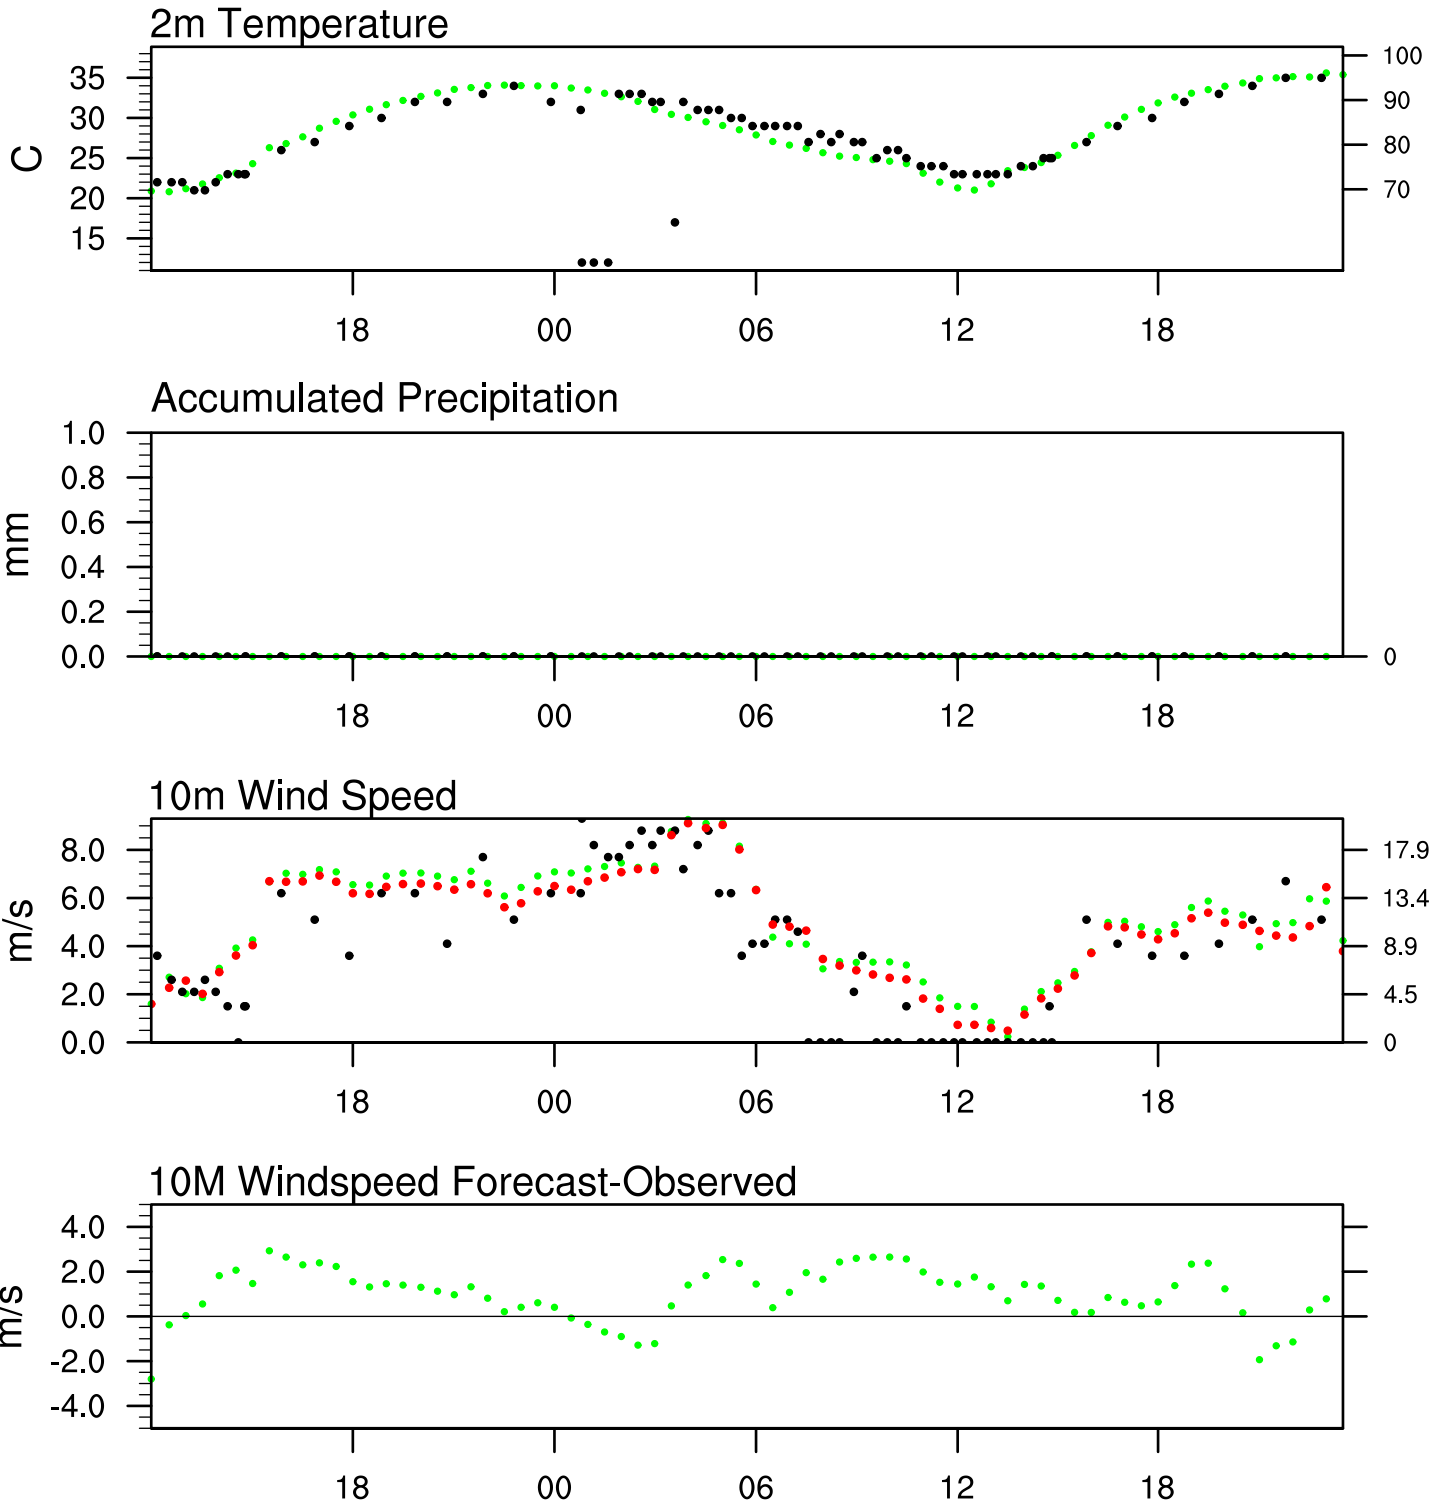 2m Temperature
35
30
25
20
15
C
100
90
80
70
18 00 06 12 18
Accumulated Precipitation
1.0
0.8
0.6
0.4
0.2
0.0
mm
0
18 00 06 12 18
10m Wind Speed
8.0
6.0
4.0
2.0
0.0
m/s
17.9
13.4
8.9
4.5
0
18 00 06 12 18
10M Windspeed Forecast-Observed
4.0
2.0
0.0
-2.0
-4.0
m/s
18 00 06 12 18